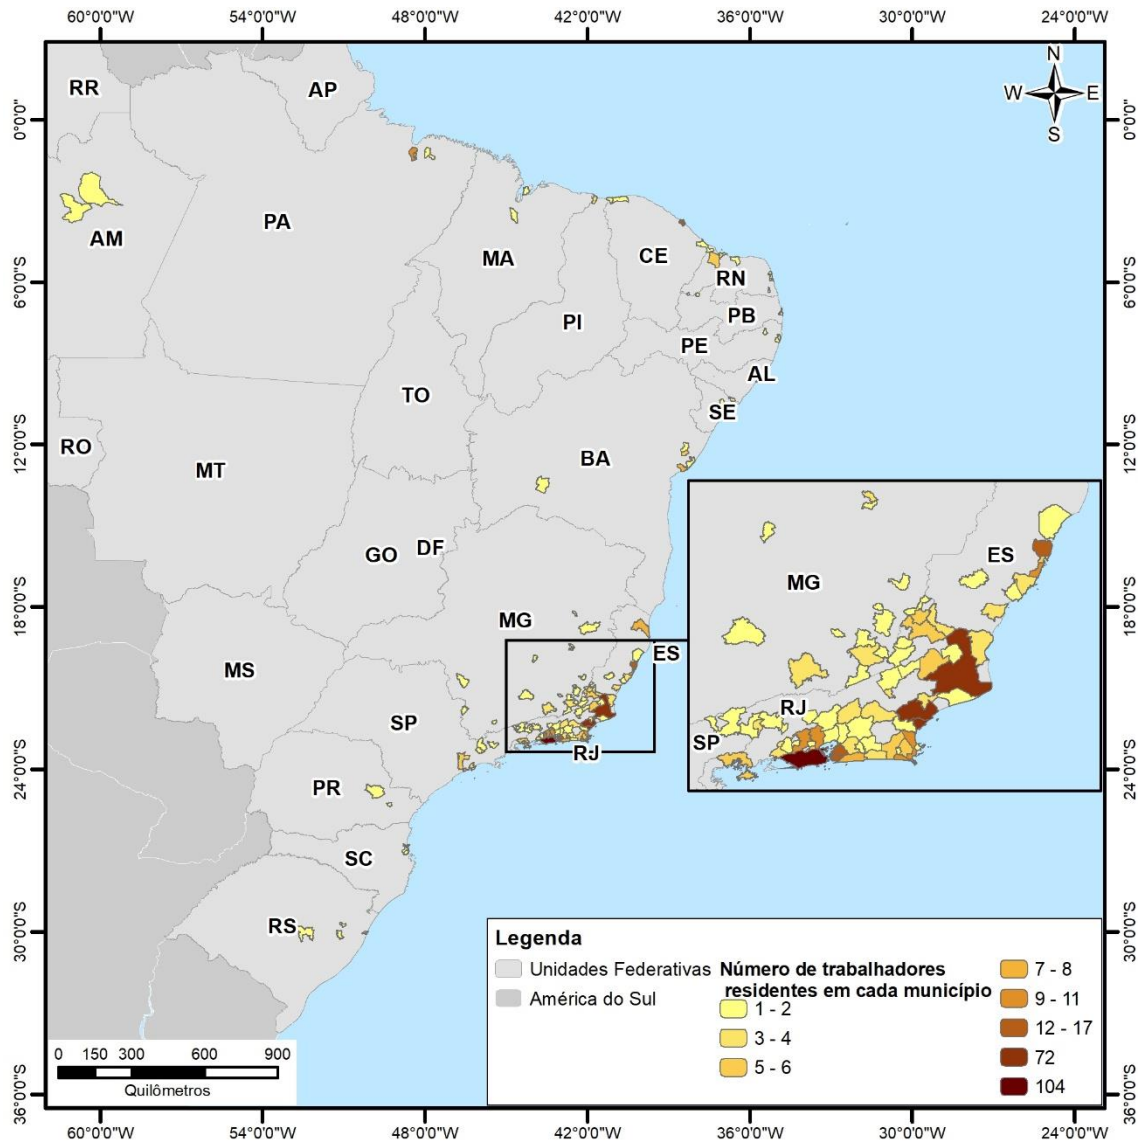 60°0'0"W 54°0'0"W 48°0'0"W 42°0'0"W 36°0'0"W 30°0'0"W 24°0'0"W
N
W E
S
0°0'0" 0°0'0"
6°0'0"S 6°0'0"S
12°0'0"S 12°0'0"S
18°0'0"S 18°0'0"S
24°0'0"S 24°0'0"S
30°0'0"S 30°0'0"S
36°0'0"S 36°0'0"S
RR
AP
AM
PA
MA
CE
RN
PB
PI
PE
AL
TO
SE
RO
MT
BA
GO
DF
MG
ES
MS
SP
RJ
PR
SC
RS
ES
MG
RJ
SP
Legenda
Unidades Federativas
América do Sul
Número de trabalhadores
residentes em cada município
1 - 2
3 - 4
5 - 6
7 - 8
9 - 11
12 - 17
72
104
0 150 300 600 900
Quilômetros
60°0'0"W 54°0'0"W 48°0'0"W 42°0'0"W 36°0'0"W 30°0'0"W 24°0'0"W